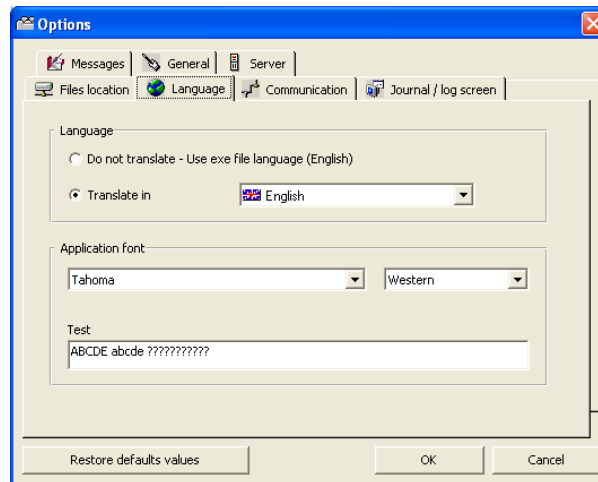 Options
Messages
General
Server
Files location
Language
Communication
Journal / log screen
Language
Do not translate - Use exe file language (English)
Translate in
English
Application font
Tahoma
Western
Test
ABCDE abcde ???????????
Restore defaults values
OK
Cancel